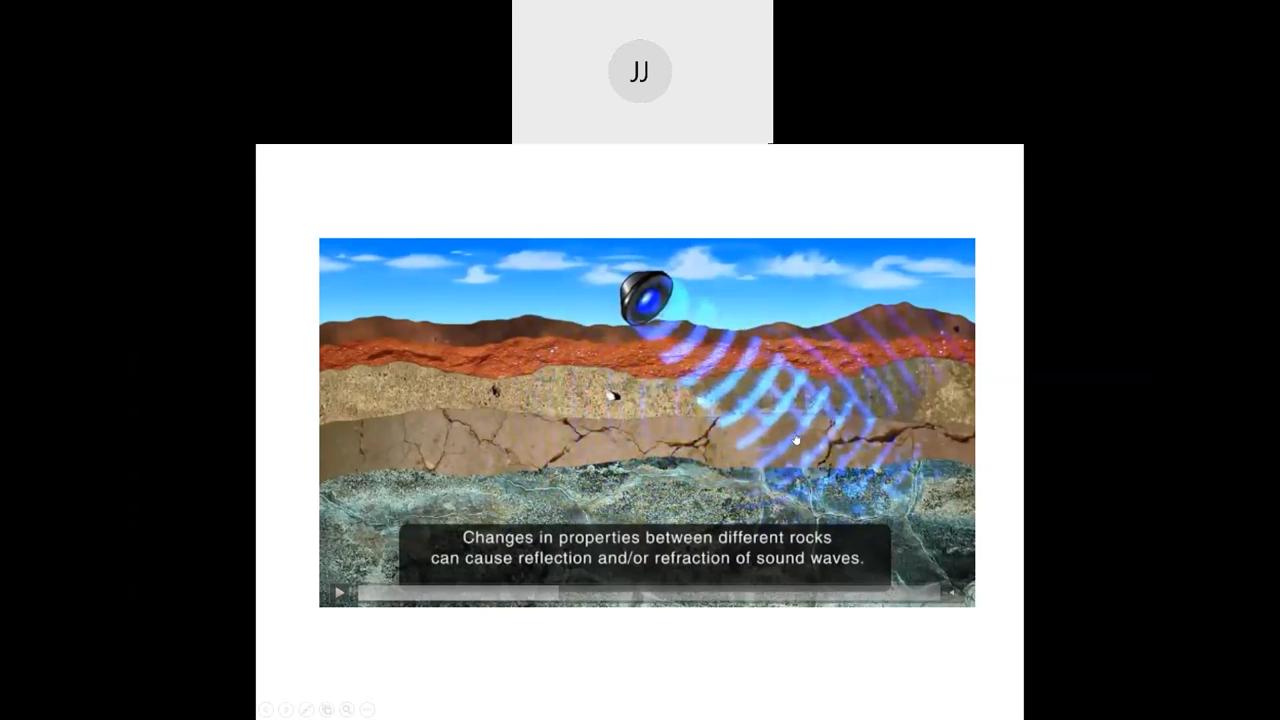 JJ
Changes in properties between different rocks
can cause reflection and/or refraction of sound waves.